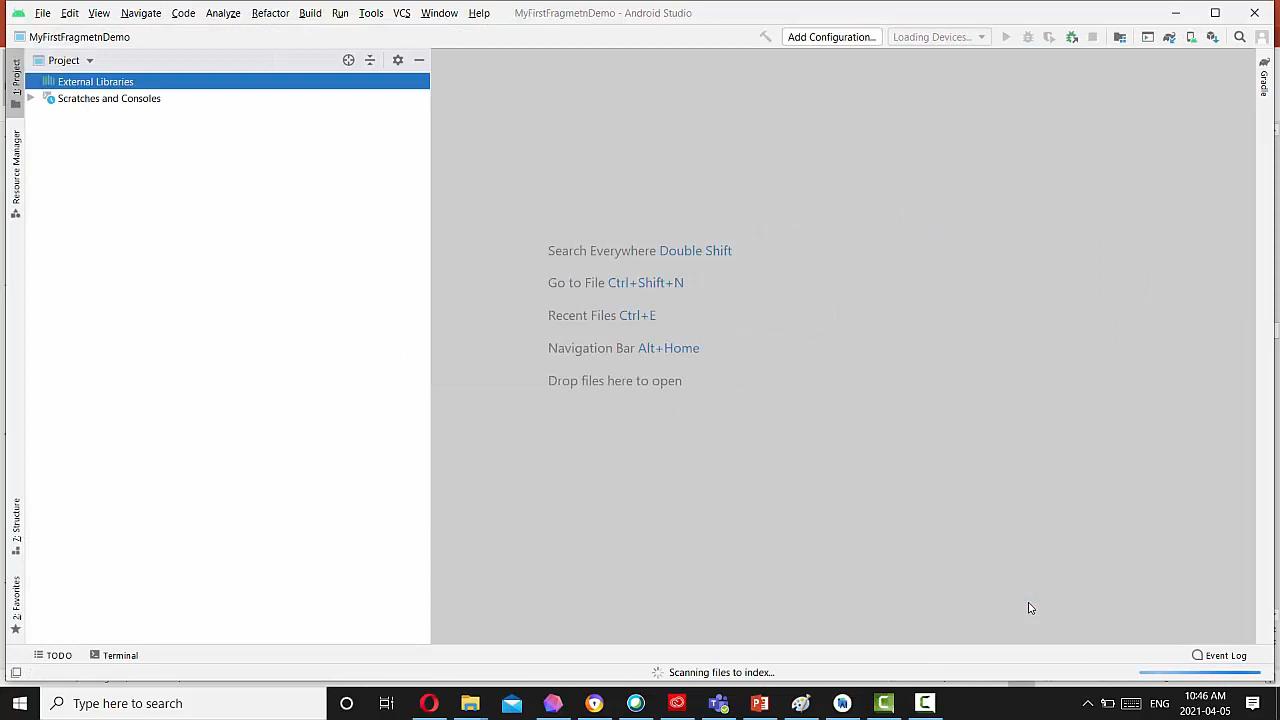 File Edit View Navigate Code Analyze Refactor Build Run Tools VCS Window Help MyFirstFragmetnDemo - Android Studio
MyFirstFragmetnDemo Add Configuration... Loading Devices...
Project
External Libraries
Scratches and Consoles
1: Project
Resource Manager
7: Structure
2: Favorites
Gradle
Search Everywhere Double Shift
Go to File Ctrl+Shift+N
Recent Files Ctrl+E
Navigation Bar Alt+Home
Drop files here to open
TODO Terminal Event Log
Scanning files to index...
Type here to search ENG 10:46 AM
2021-04-05